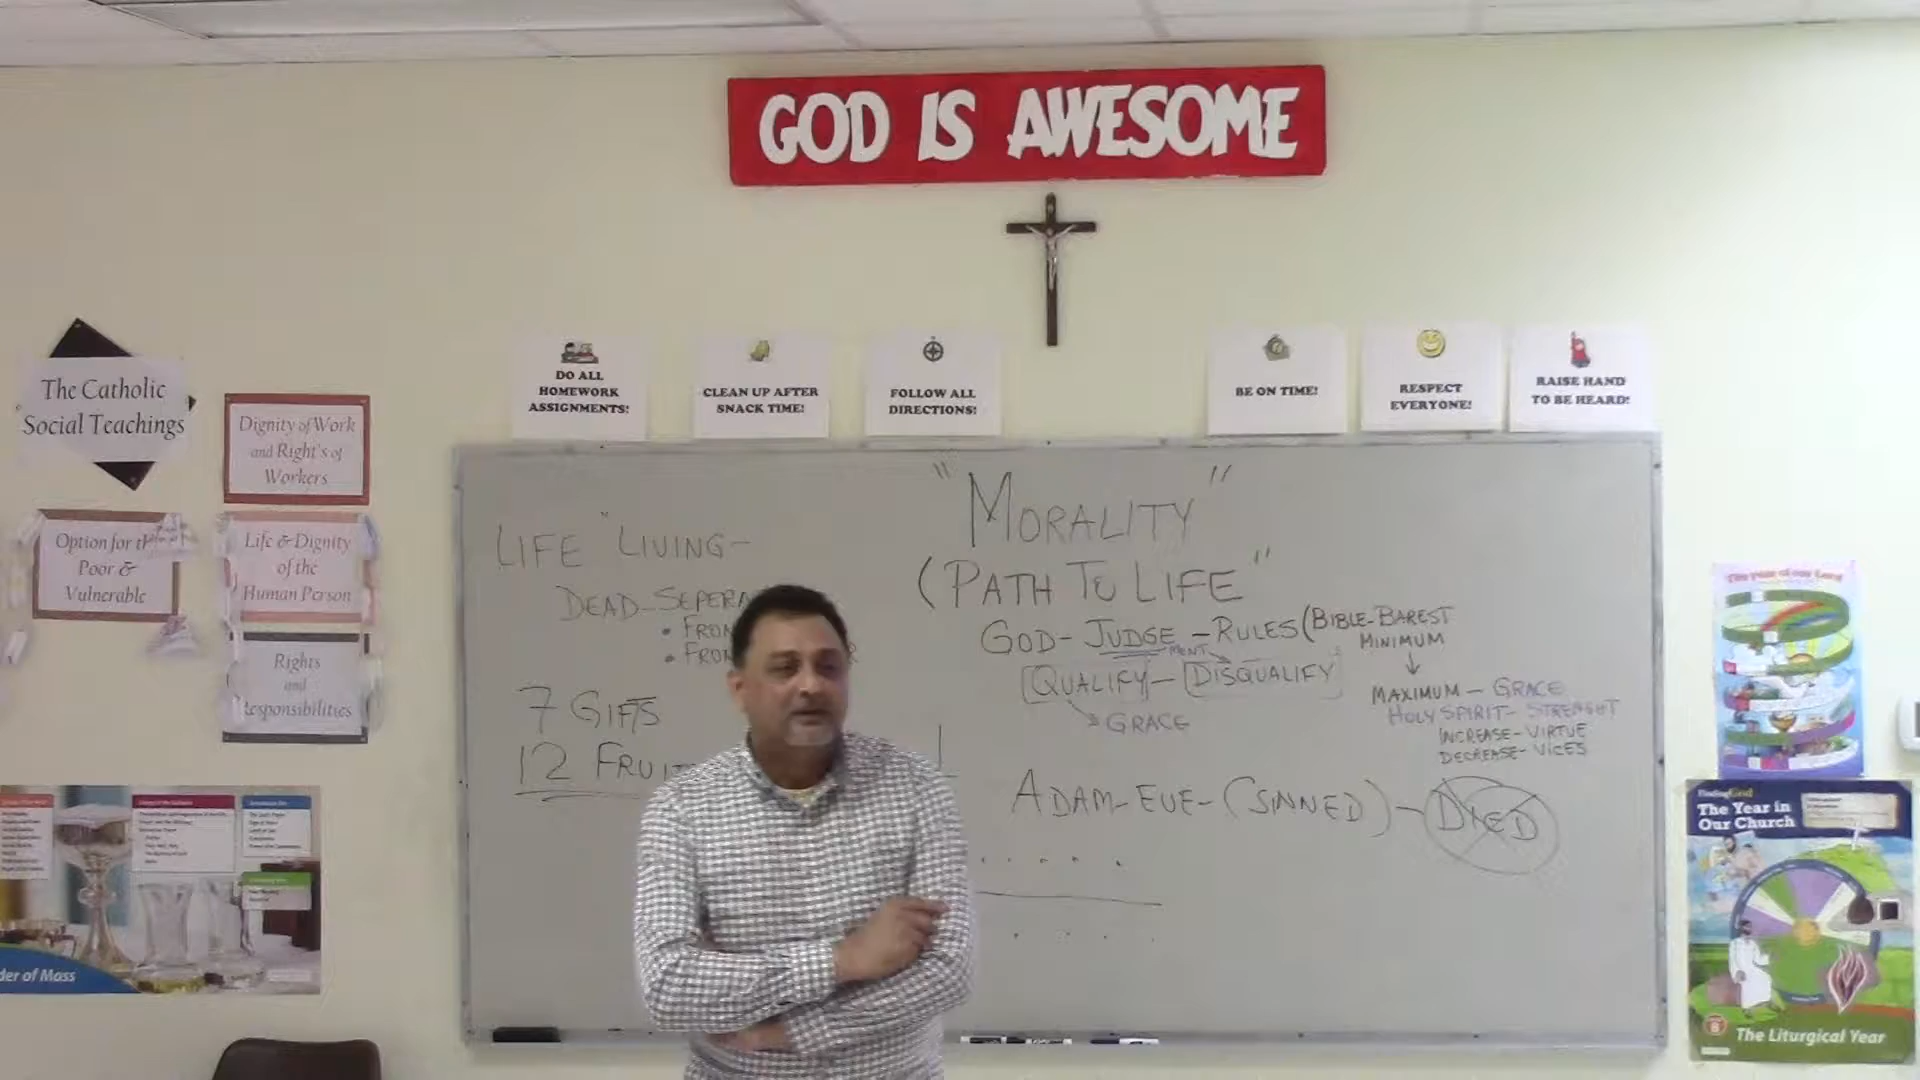 GOD IS AWESOME
DO ALL
HOMEWORK
ASSIGNMENTS!
CLEAN UP AFTER
SNACK TIME!
FOLLOW ALL
DIRECTIONS!
BE ON TIME!
RESPECT
EVERYONE!
RAISE HAND
TO BE HEARD!
The Catholic
Social Teachings
Dignity of Work
and Right's of
Workers
Option for
Poor &
Vulnerable
Life & Dignity
of the
Human Person
Rights
and
Responsibilities
der of Mass
LIFE "LIVING-
DEAD-SEPERA
• FRO
• FRO
7 GIFTS
12 FRUIT
"MORALITY"
(PATH TO LIFE"
GOD-JUDGE-RULES(BIBLE-BAREST
MINIMUM
MENT
QUALIFY-DISQUALIFY
GRACE
MAXIMUM-GRACE
HOLY SPIRIT-STRENGHT
INCREASE-VIRTUE
DECREASE-VICES
ADAM-EVE-(SINNED)-DIED
The Year of Our Lord
FindingGod
The Year in
Our Church
The Liturgical Year